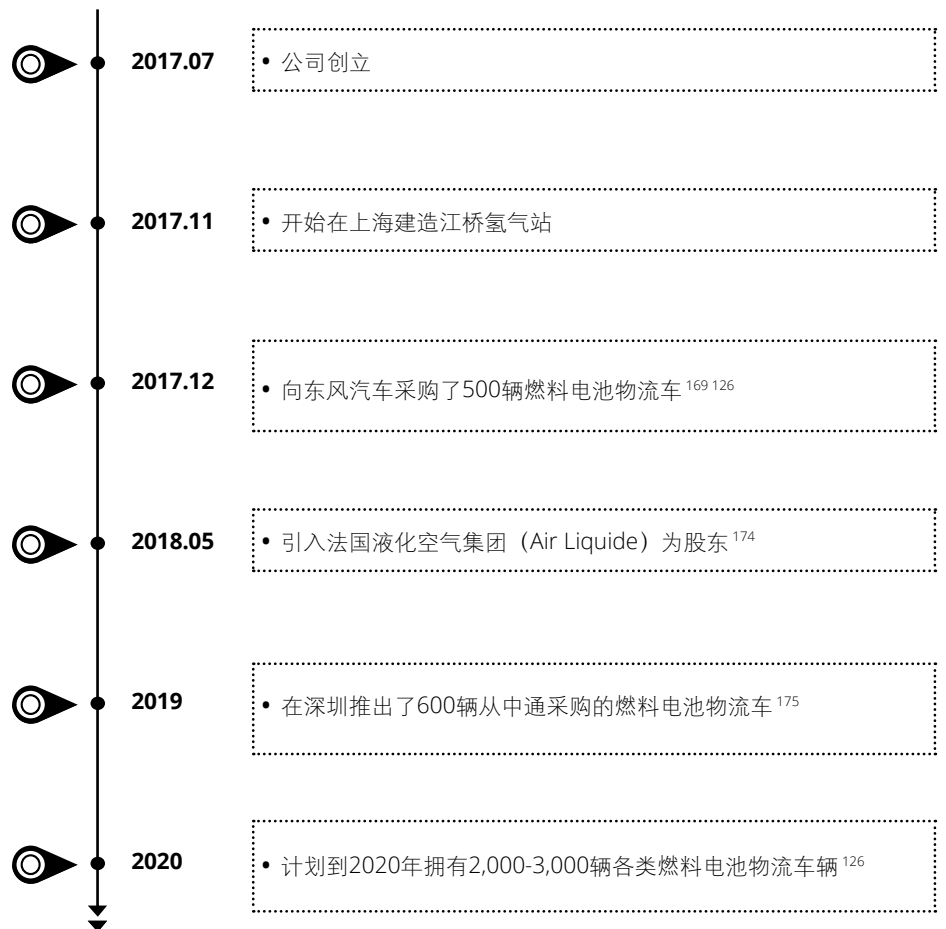 2017.07
• 公司创立
2017.11
• 开始在上海建造江桥氢气站
2017.12
• 向东风汽车采购了500辆燃料电池物流车 169 126
2018.05
• 引入法国液化空气集团（Air Liquide）为股东 174
2019
• 在深圳推出了600辆从中通采购的燃料电池物流车 175
2020
• 计划到2020年拥有2,000-3,000辆各类燃料电池物流车辆 126